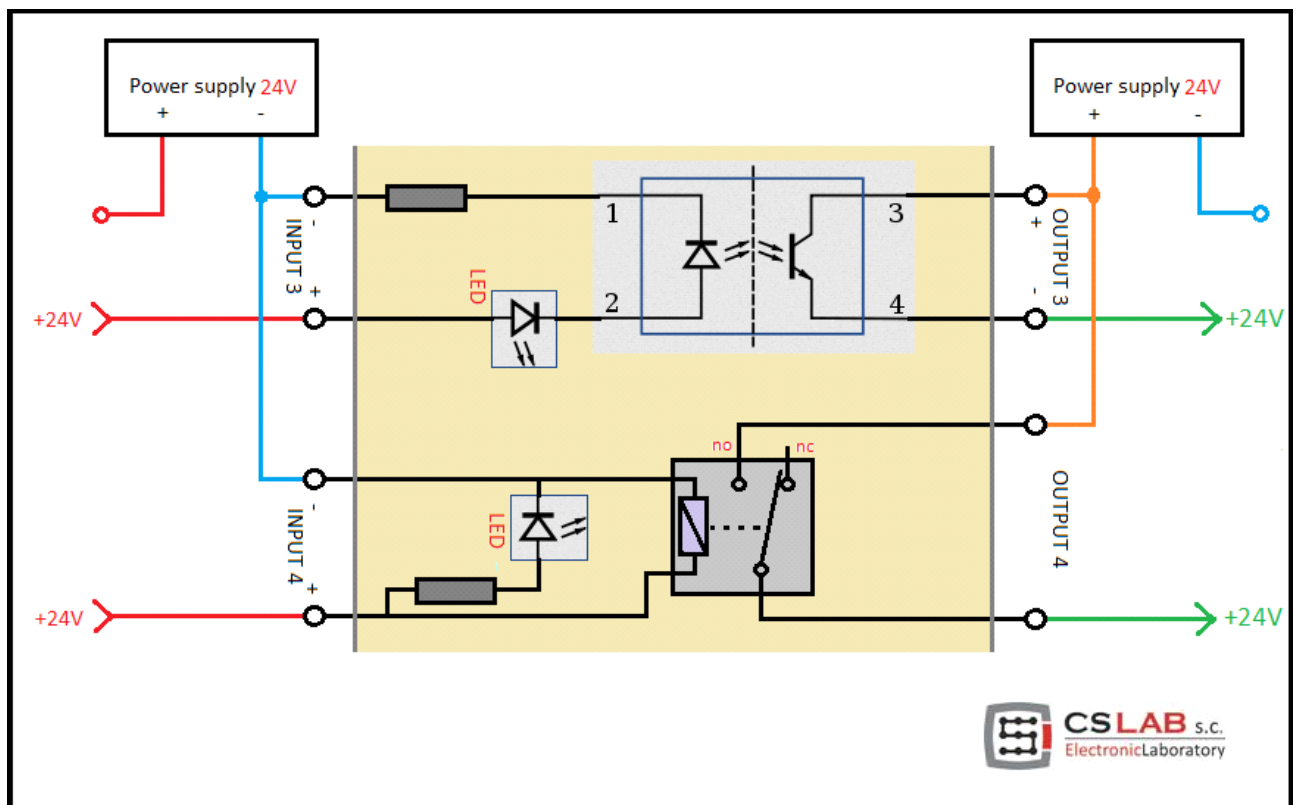 Power supply 24V
+ -
Power supply 24V
+ -
- INPUT 3 +
+24V
LED
1
2
3
4
+ OUTPUT 3 -
+24V
no
nc
- INPUT 4 +
+24V
LED
OUTPUT 4
+24V
CSLAB s.c.
ElectronicLaboratory